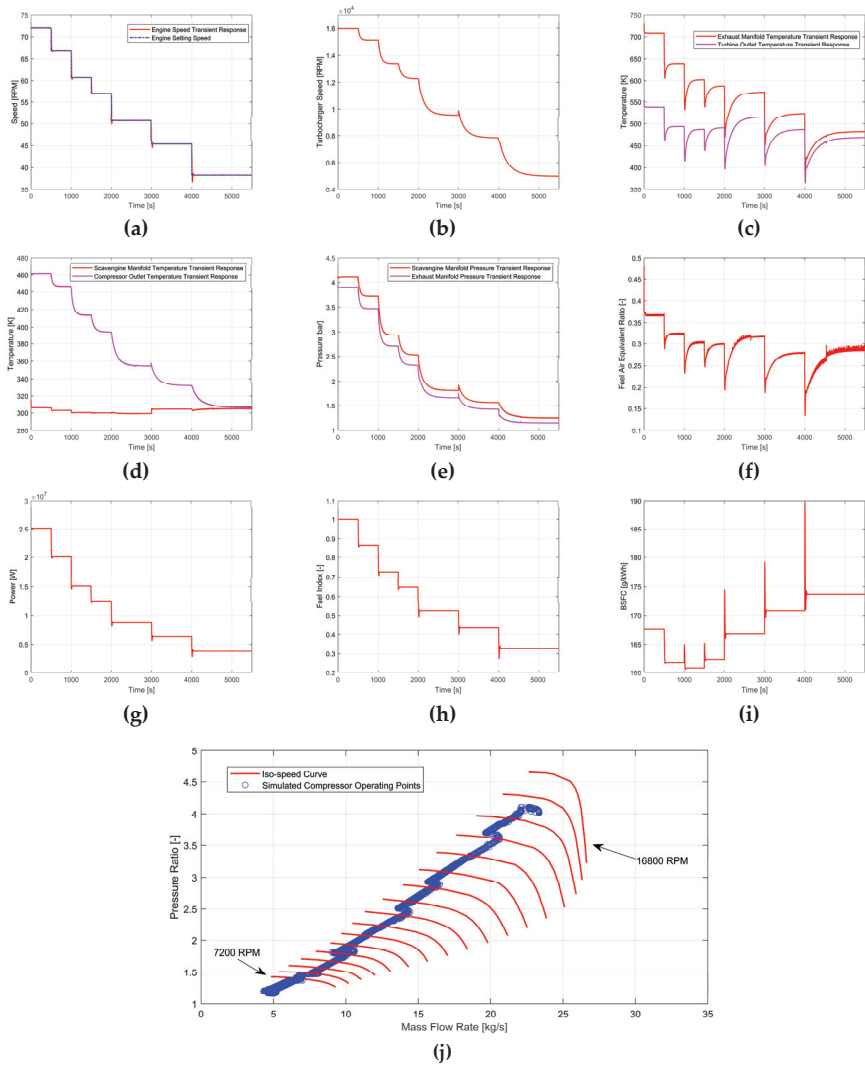 75
70
65
60
55
50
45
40
35
Speed [RPM]
Engine Speed Transient Response
Engine Setting Speed
0 1000 2000 3000 4000 5000
Time [s]
(a)
×10⁴
1.6
1.4
1.2
1
0.8
0.6
0.4
Turbocharger Speed [RPM]
0 1000 2000 3000 4000 5000
Time [s]
(b)
750
700
650
600
550
500
450
400
350
Temperature [K]
Exhaust Manifold Temperature Transient Response
Turbine Outlet Temperature Transient Response
0 1000 2000 3000 4000 5000
Time [s]
(c)
480
460
440
420
400
380
360
340
320
300
280
Temperature [K]
Scavengine Manifold Temperature Transient Response
Compressor Outlet Temperature Transient Response
0 1000 2000 3000 4000 5000
Time [s]
(d)
4.5
4
3.5
3
2.5
2
1.5
1
Pressure bar]
Scavengine Manifold Pressure Transient Response
Exhaust Manifold Pressure Transient Response
0 1000 2000 3000 4000 5000
Time [s]
(e)
0.5
0.45
0.4
0.35
0.3
0.25
0.2
0.15
0.1
Fuel Air Equivalent Ratio [-]
0 1000 2000 3000 4000 5000
Time [s]
(f)
×10⁷
3
2.5
2
1.5
1
0.5
0
Power [W]
0 1000 2000 3000 4000 5000
Time [s]
(g)
1.1
1
0.9
0.8
0.7
0.6
0.5
0.4
0.3
0.2
Fuel Index [-]
0 1000 2000 3000 4000 5000
Time [s]
(h)
190
185
180
175
170
165
160
BSFC [g/kWh]
0 1000 2000 3000 4000 5000
Time [s]
(i)
5
4.5
4
3.5
3
2.5
2
1.5
1
Pressure Ratio [-]
Iso-speed Curve
Simulated Compressor Operating Points
16800 RPM
7200 RPM
0 5 10 15 20 25 30 35
Mass Flow Rate [kg/s]
(j)